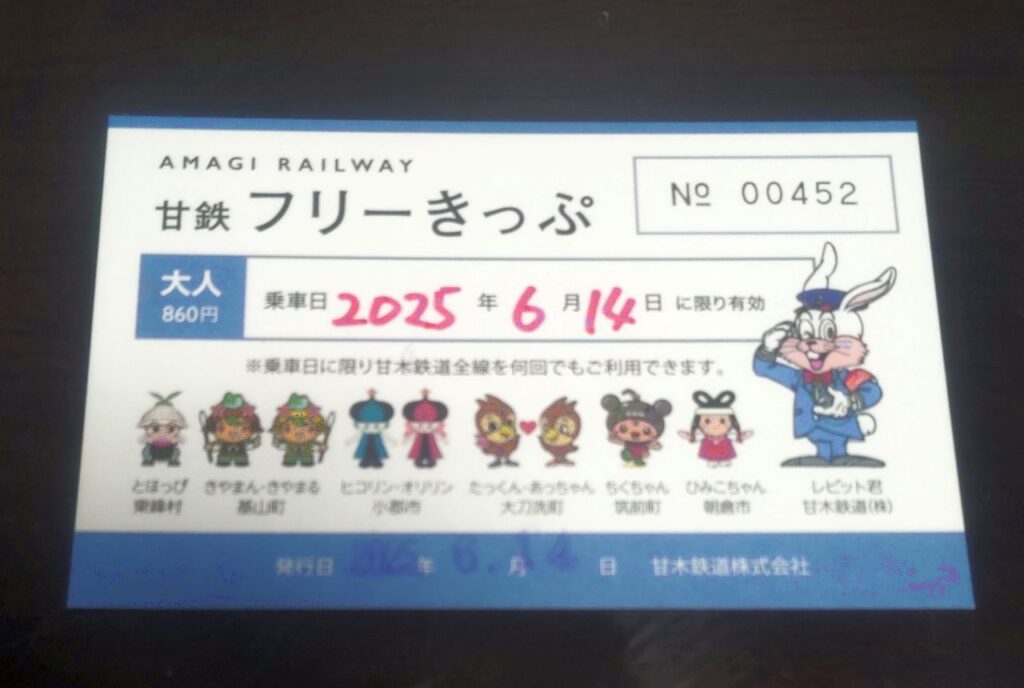 AMAGI RAILWAY
甘鉄 フリーきっぷ
№ 00452
大人
860円
乗車日 2025 年 6 月 14 日 に限り有効
※乗車日に限り甘木鉄道全線を何回でもご利用できます。
とほっぴ きやまん・きやまる ヒコリン・オリリン たっくん・あっちゃん ちくちゃん ひみこちゃん レビット君
東峰村 基山町 小郡市 大刀洗町 筑前町 朝倉市 甘木鉄道(株)
発行日 2025 年 6. 月 14 日 甘木鉄道株式会社